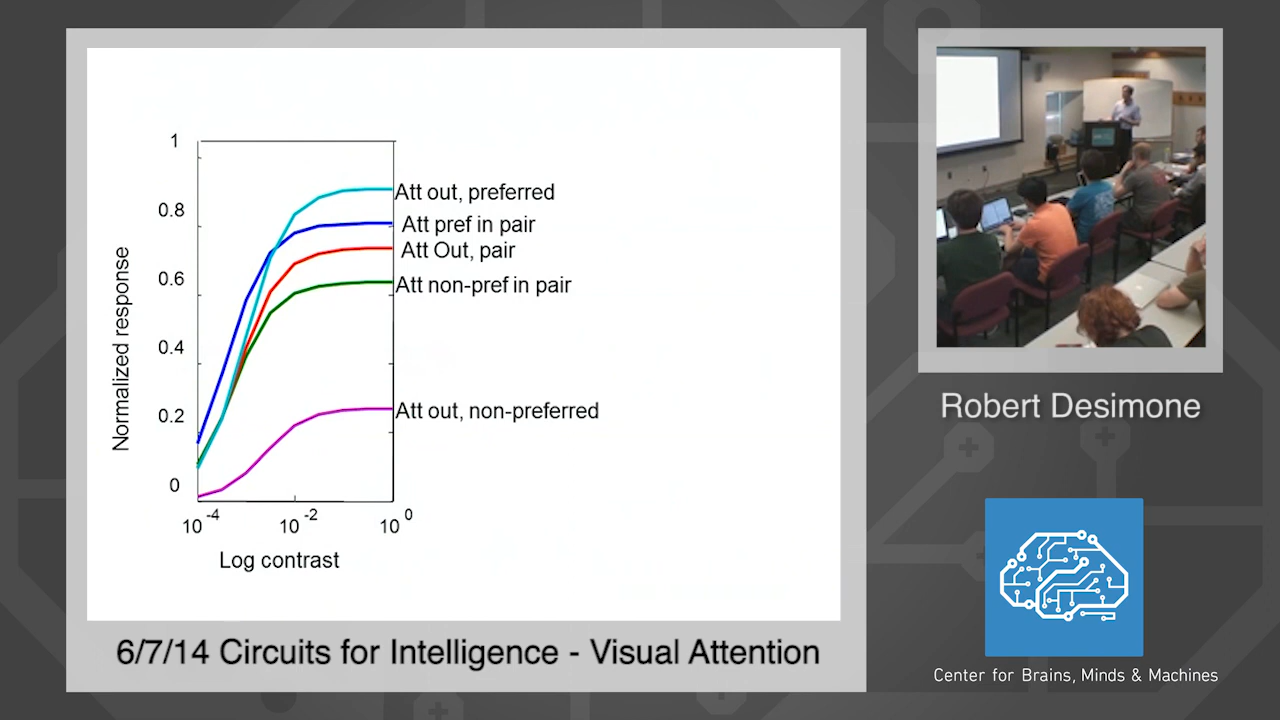 1
0.8
0.6
0.4
0.2
0
Normalized response
10 -4
10 -2
10 0
Log contrast
Att out, preferred
Att pref in pair
Att Out, pair
Att non-pref in pair
Att out, non-preferred
6/7/14 Circuits for Intelligence - Visual Attention
Robert Desimone
Center for Brains, Minds & Machines